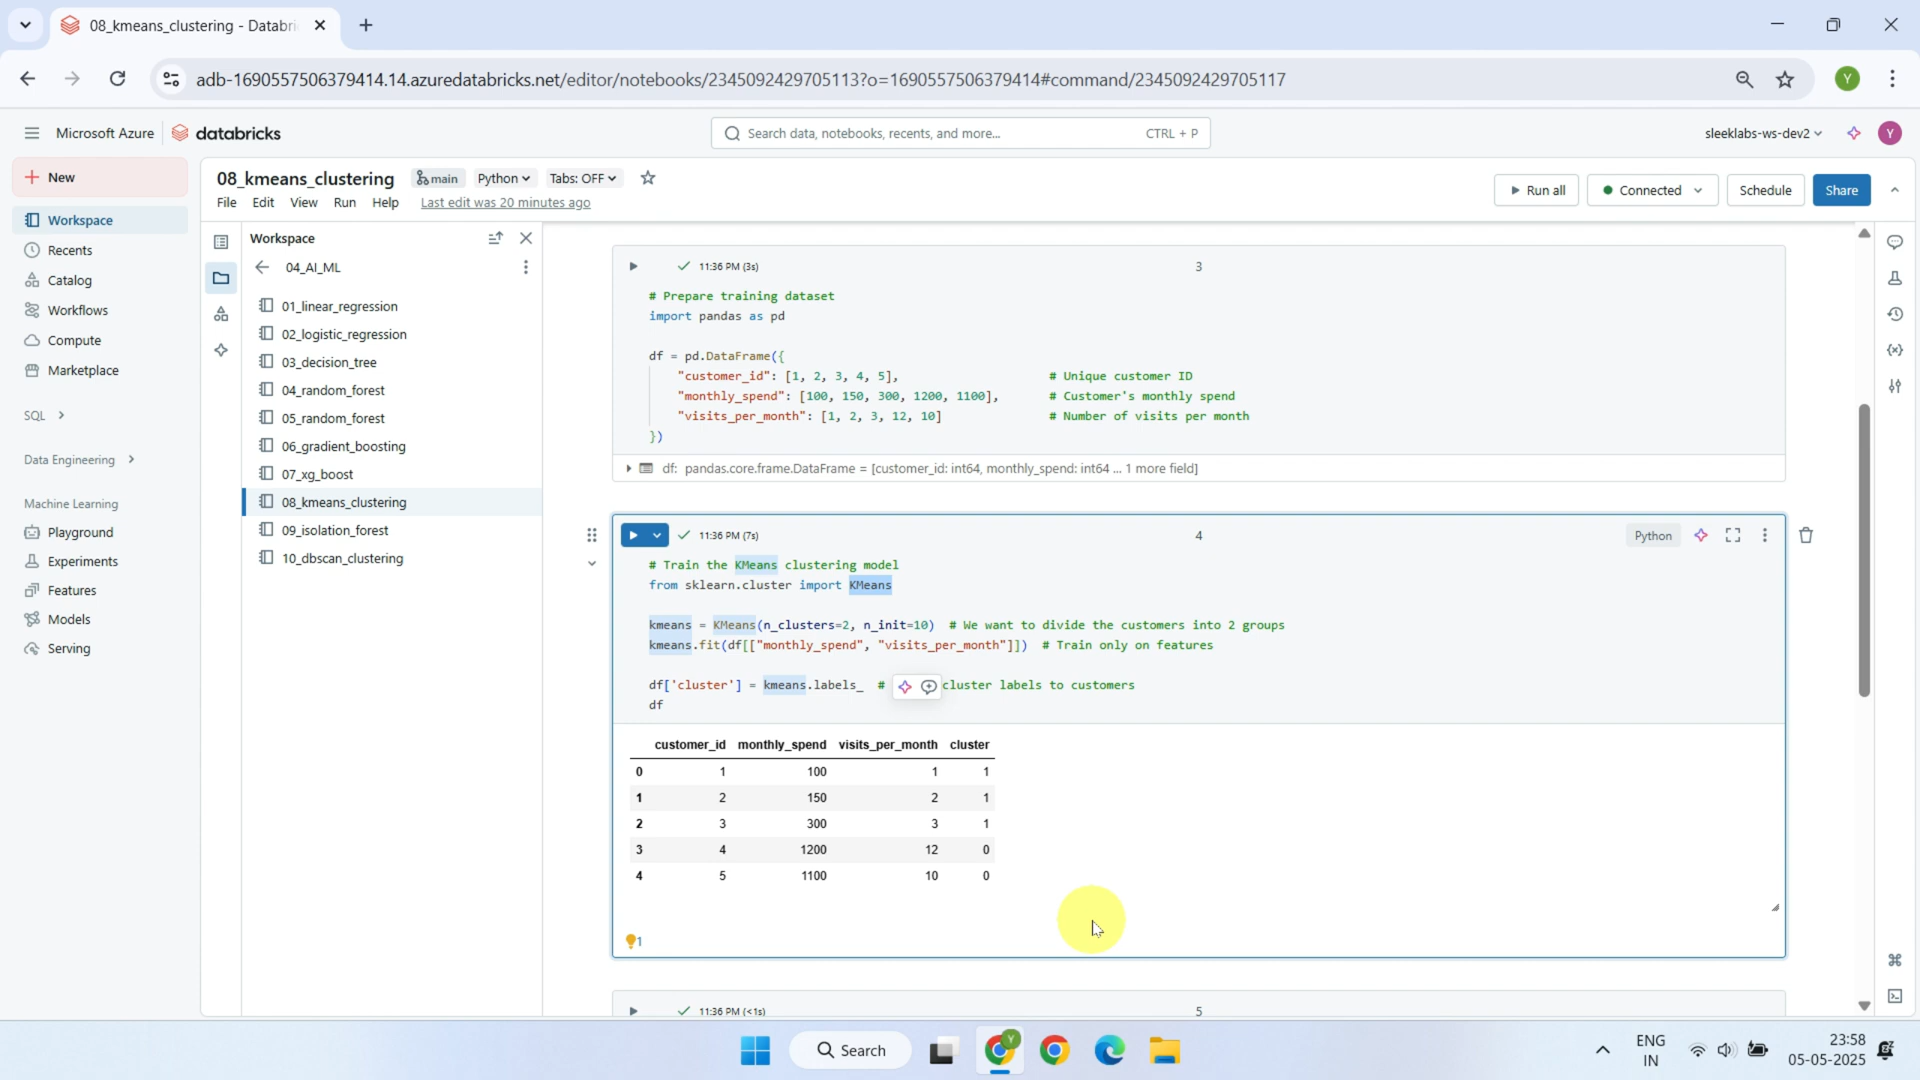 08_kmeans_clustering - Databri
adb-1690557506379414.14.azuredatabricks.net/editor/notebooks/2345092429705113?o=1690557506379414#command/2345092429705117
Y
Microsoft Azure
databricks
Search data, notebooks, recents, and more...
CTRL + P
sleeklabs-ws-dev2
Y
New
Workspace
Recents
Catalog
Workflows
Compute
Marketplace
SQL
Data Engineering
Machine Learning
Playground
Experiments
Features
Models
Serving
08_kmeans_clustering
main
Python
Tabs: OFF
File Edit View Run Help
Last edit was 20 minutes ago
Run all
Connected
Schedule
Share
Workspace
04_AI_ML
01_linear_regression
02_logistic_regression
03_decision_tree
04_random_forest
05_random_forest
06_gradient_boosting
07_xg_boost
08_kmeans_clustering
09_isolation_forest
10_dbscan_clustering
11:36 PM (3s)
3
# Prepare training dataset
import pandas as pd
df = pd.DataFrame({
"customer_id": [1, 2, 3, 4, 5], # Unique customer ID
"monthly_spend": [100, 150, 300, 1200, 1100], # Customer's monthly spend
"visits_per_month": [1, 2, 3, 12, 10] # Number of visits per month
})
df: pandas.core.frame.DataFrame = [customer_id: int64, monthly_spend: int64 ... 1 more field]
11:36 PM (7s)
4
Python
# Train the KMeans clustering model
from sklearn.cluster import KMeans
kmeans = KMeans(n_clusters=2, n_init=10) # We want to divide the customers into 2 groups
kmeans.fit(df[["monthly_spend", "visits_per_month"]]) # Train only on features
df['cluster'] = kmeans.labels_ # cluster labels to customers
df
customer_id monthly_spend visits_per_month cluster
0 1 100 1 1
1 2 150 2 1
2 3 300 3 1
3 4 1200 12 0
4 5 1100 10 0
1
11:36 PM (<1s)
5
Search
Y
ENG
IN
23:58
05-05-2025